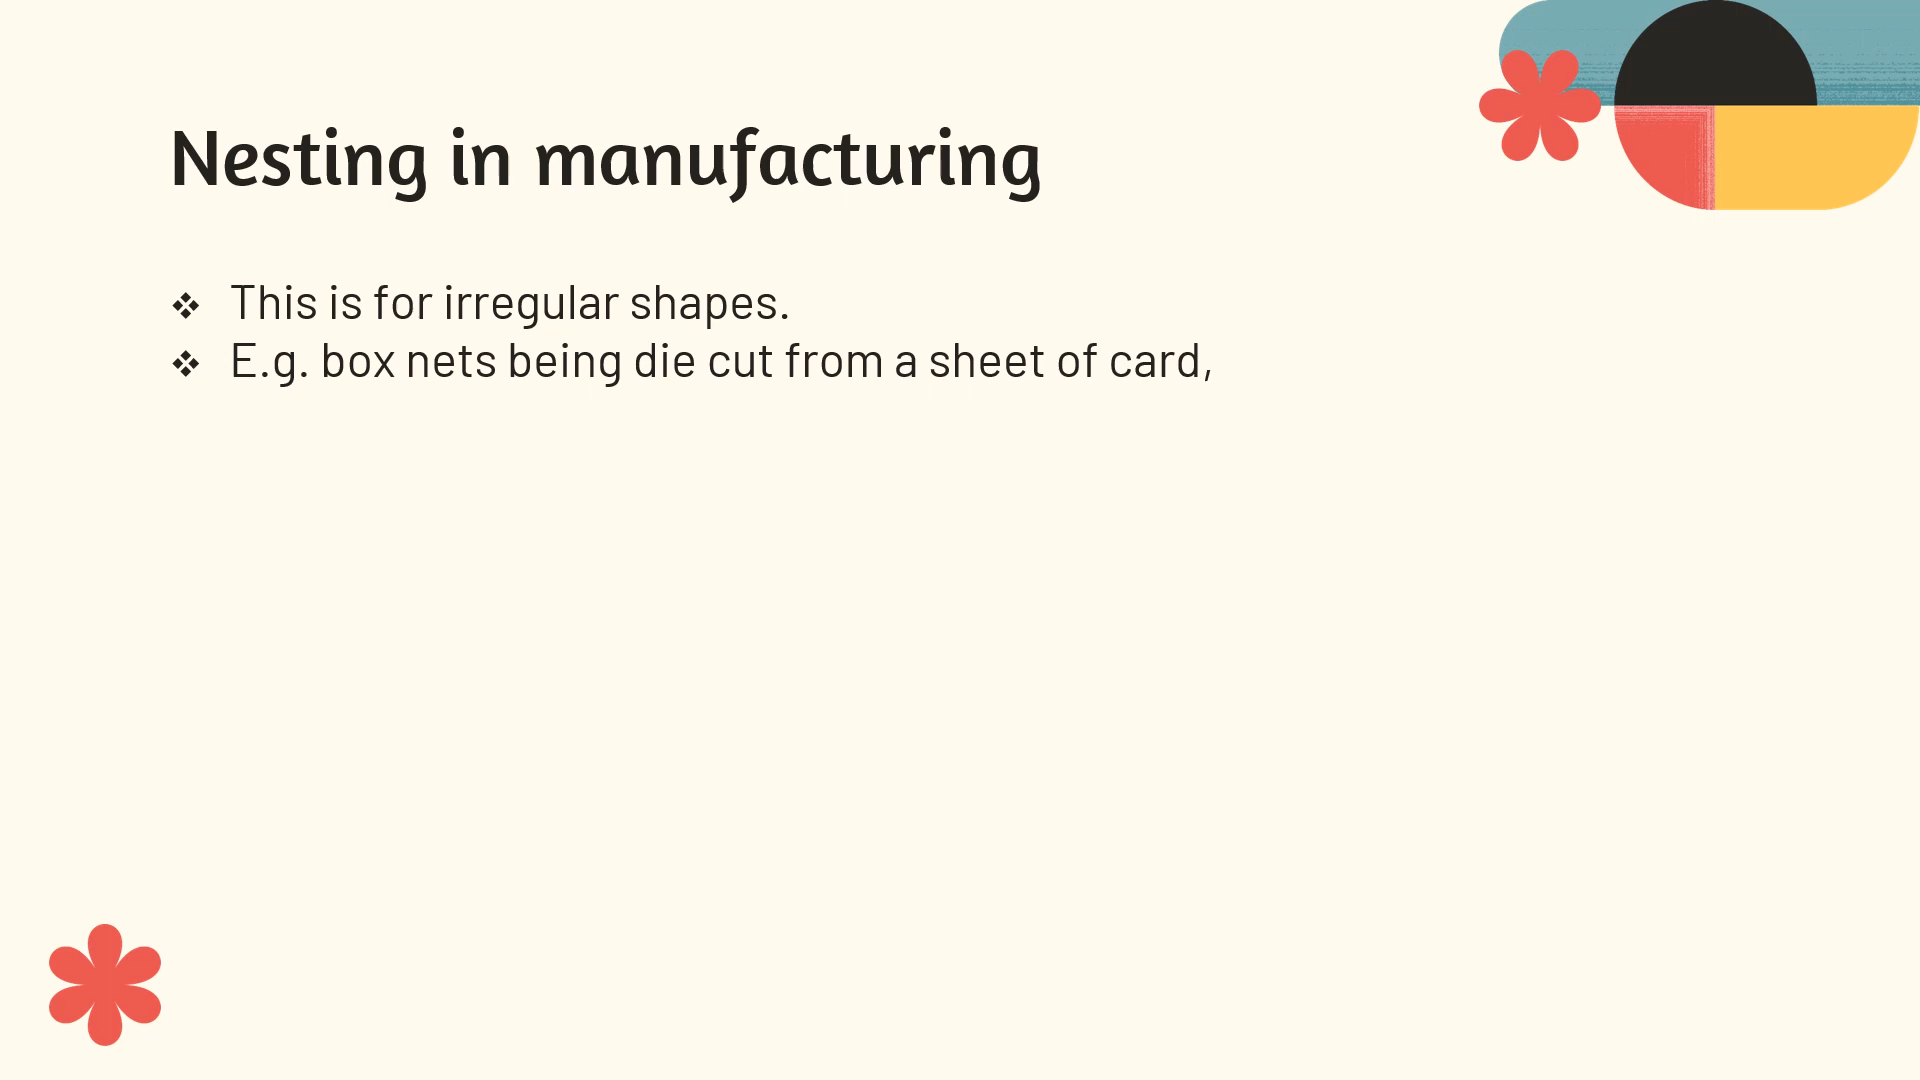 Nesting in manufacturing
❖ This is for irregular shapes.
❖ E.g. box nets being die cut from a sheet of card,